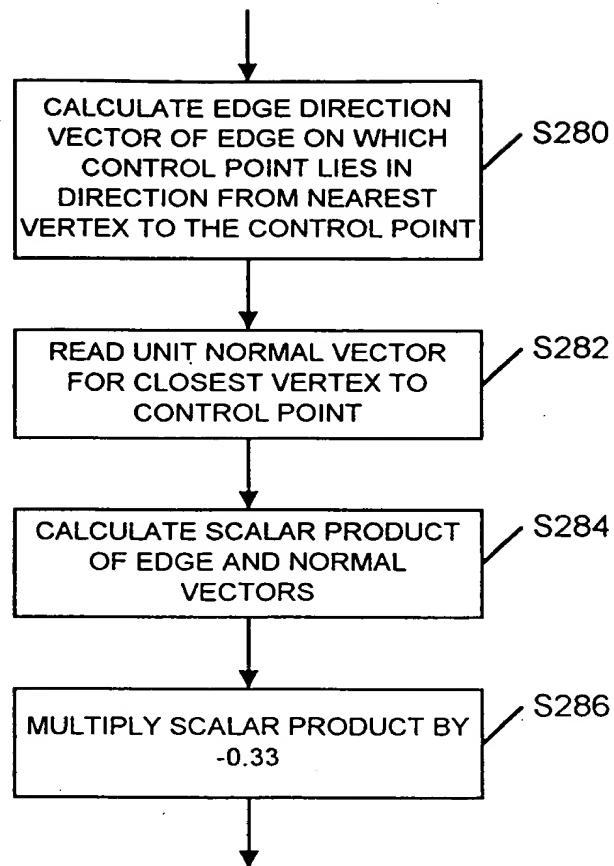 CALCULATE EDGE DIRECTION
VECTOR OF EDGE ON WHICH
CONTROL POINT LIES IN
DIRECTION FROM NEAREST
VERTEX TO THE CONTROL POINT
S280
READ UNIT NORMAL VECTOR
FOR CLOSEST VERTEX TO
CONTROL POINT
S282
CALCULATE SCALAR PRODUCT
OF EDGE AND NORMAL
VECTORS
S284
MULTIPLY SCALAR PRODUCT BY
-0.33
S286